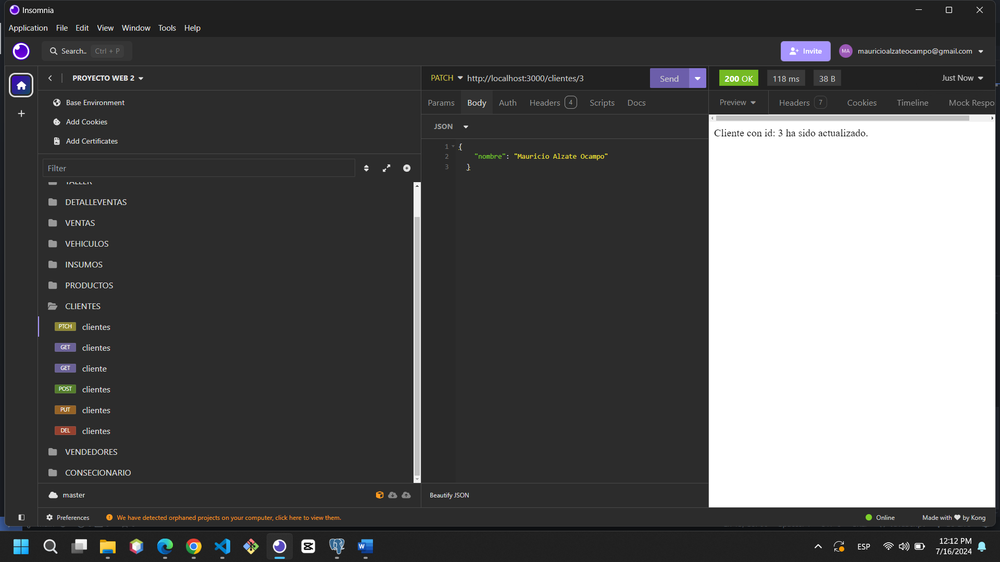 Insomnia
Application File Edit View Window Tools Help
Search.. Ctrl + P
Invite
MA mauricioalzateocampo@gmail.com
PROYECTO WEB 2
Base Environment
Add Cookies
Add Certificates
Filter
TALLER
DETALLEVENTAS
VENTAS
VEHICULOS
INSUMOS
PRODUCTOS
CLIENTES
PTCH clientes
GET clientes
GET cliente
POST clientes
PUT clientes
DEL clientes
VENDEDORES
CONSECIONARIO
master
PATCH http://localhost:3000/clientes/3 Send
Params Body Auth Headers 4 Scripts Docs
JSON
1 {
2 "nombre": "Mauricio Alzate Ocampo"
3 }
Beautify JSON
200 OK 118 ms 38 B Just Now
Preview Headers 7 Cookies Timeline Mock Respo
Cliente con id: 3 ha sido actualizado.
Preferences We have detected orphaned projects on your computer, click here to view them.
Online Made with ❤ by Kong
ESP
12:12 PM
7/16/2024